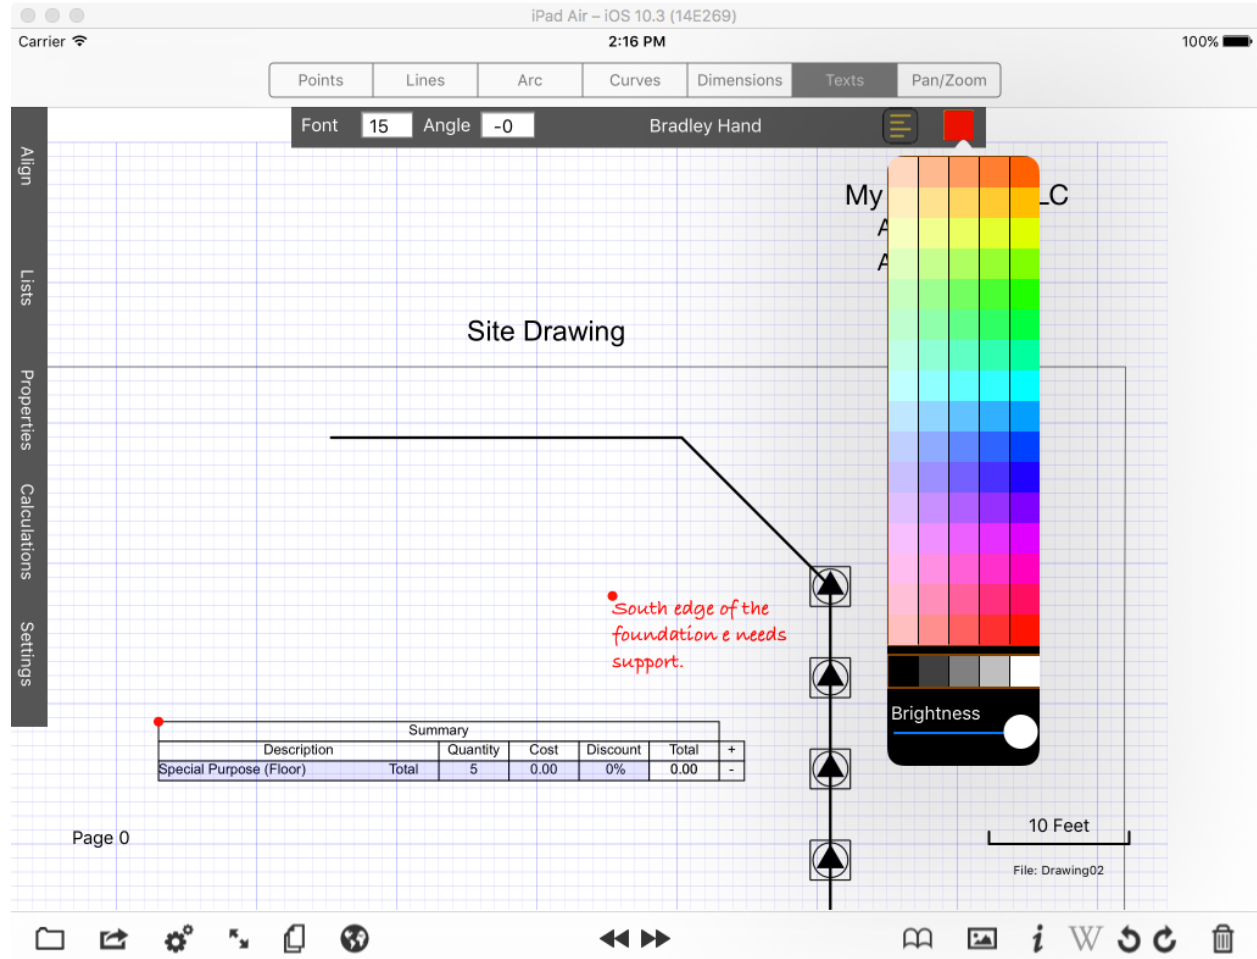 iPad Air – iOS 10.3 (14E269)
Carrier 2:16 PM 100%
Points Lines Arc Curves Dimensions Texts Pan/Zoom
Font 15 Angle -0 Bradley Hand
Align
Lists
Properties
Calculations
Settings
My LC
A
A
Site Drawing
South edge of the
foundation e needs
support.
Brightness
Summary
Description Quantity Cost Discount Total +
Special Purpose (Floor) Total 5 0.00 0% 0.00 -
Page 0
10 Feet
File: Drawing02
i W